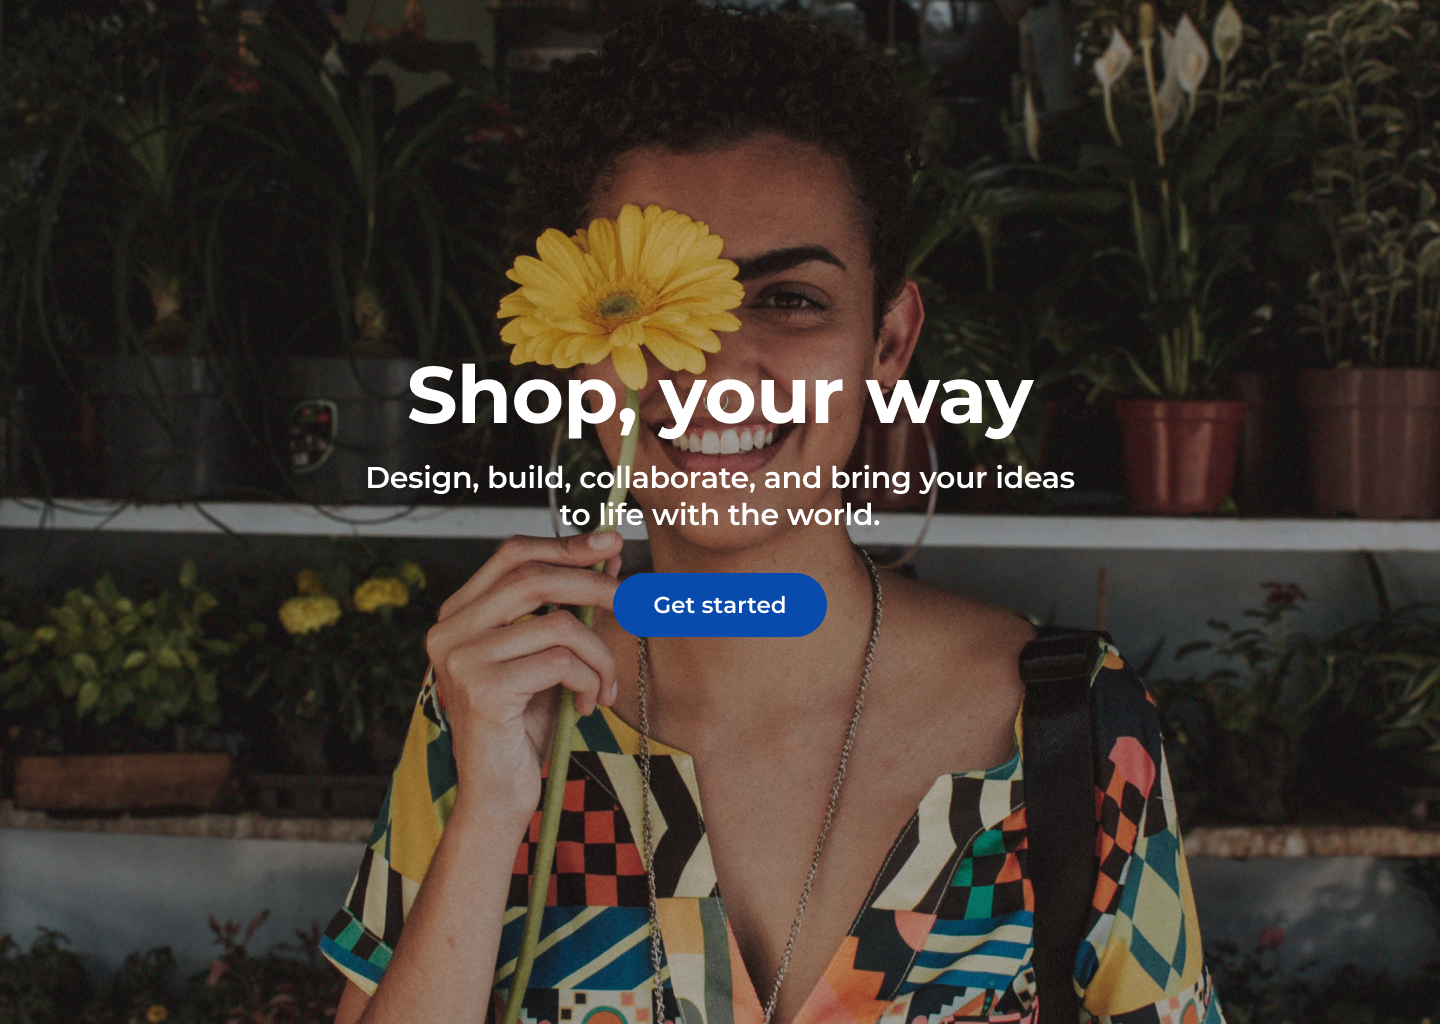 Shop, your way
Design, build, collaborate, and bring your ideas
to life with the world.
Get started